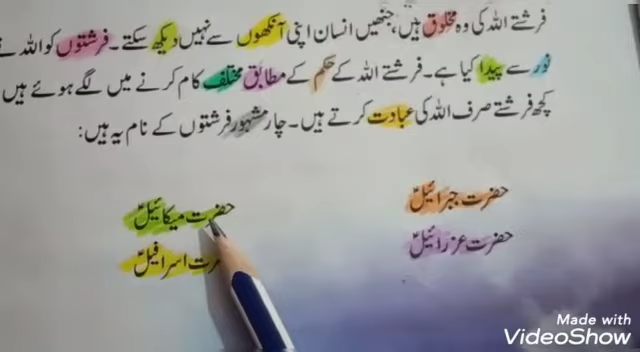 فرشتے اللہ کی وہ مخلوق ہیں، جنھیں انسان اپنی آنکھوں سے نہیں دیکھ سکتے۔ فرشتوں کو اللہ نے
نور سے پیدا کیا ہے۔ فرشتے اللہ کے حکم کے مطابق مختلف کام کرنے میں لگے ہوئے ہیں
کچھ فرشتے صرف اللہ کی عبادت کرتے ہیں۔ چار مشہور فرشتوں کے نام یہ ہیں:
حضرت جبرائیلؑ
حضرت میکائیلؑ
حضرت عزرائیلؑ
رت اسرافیلؑ
Made with
VideoShow